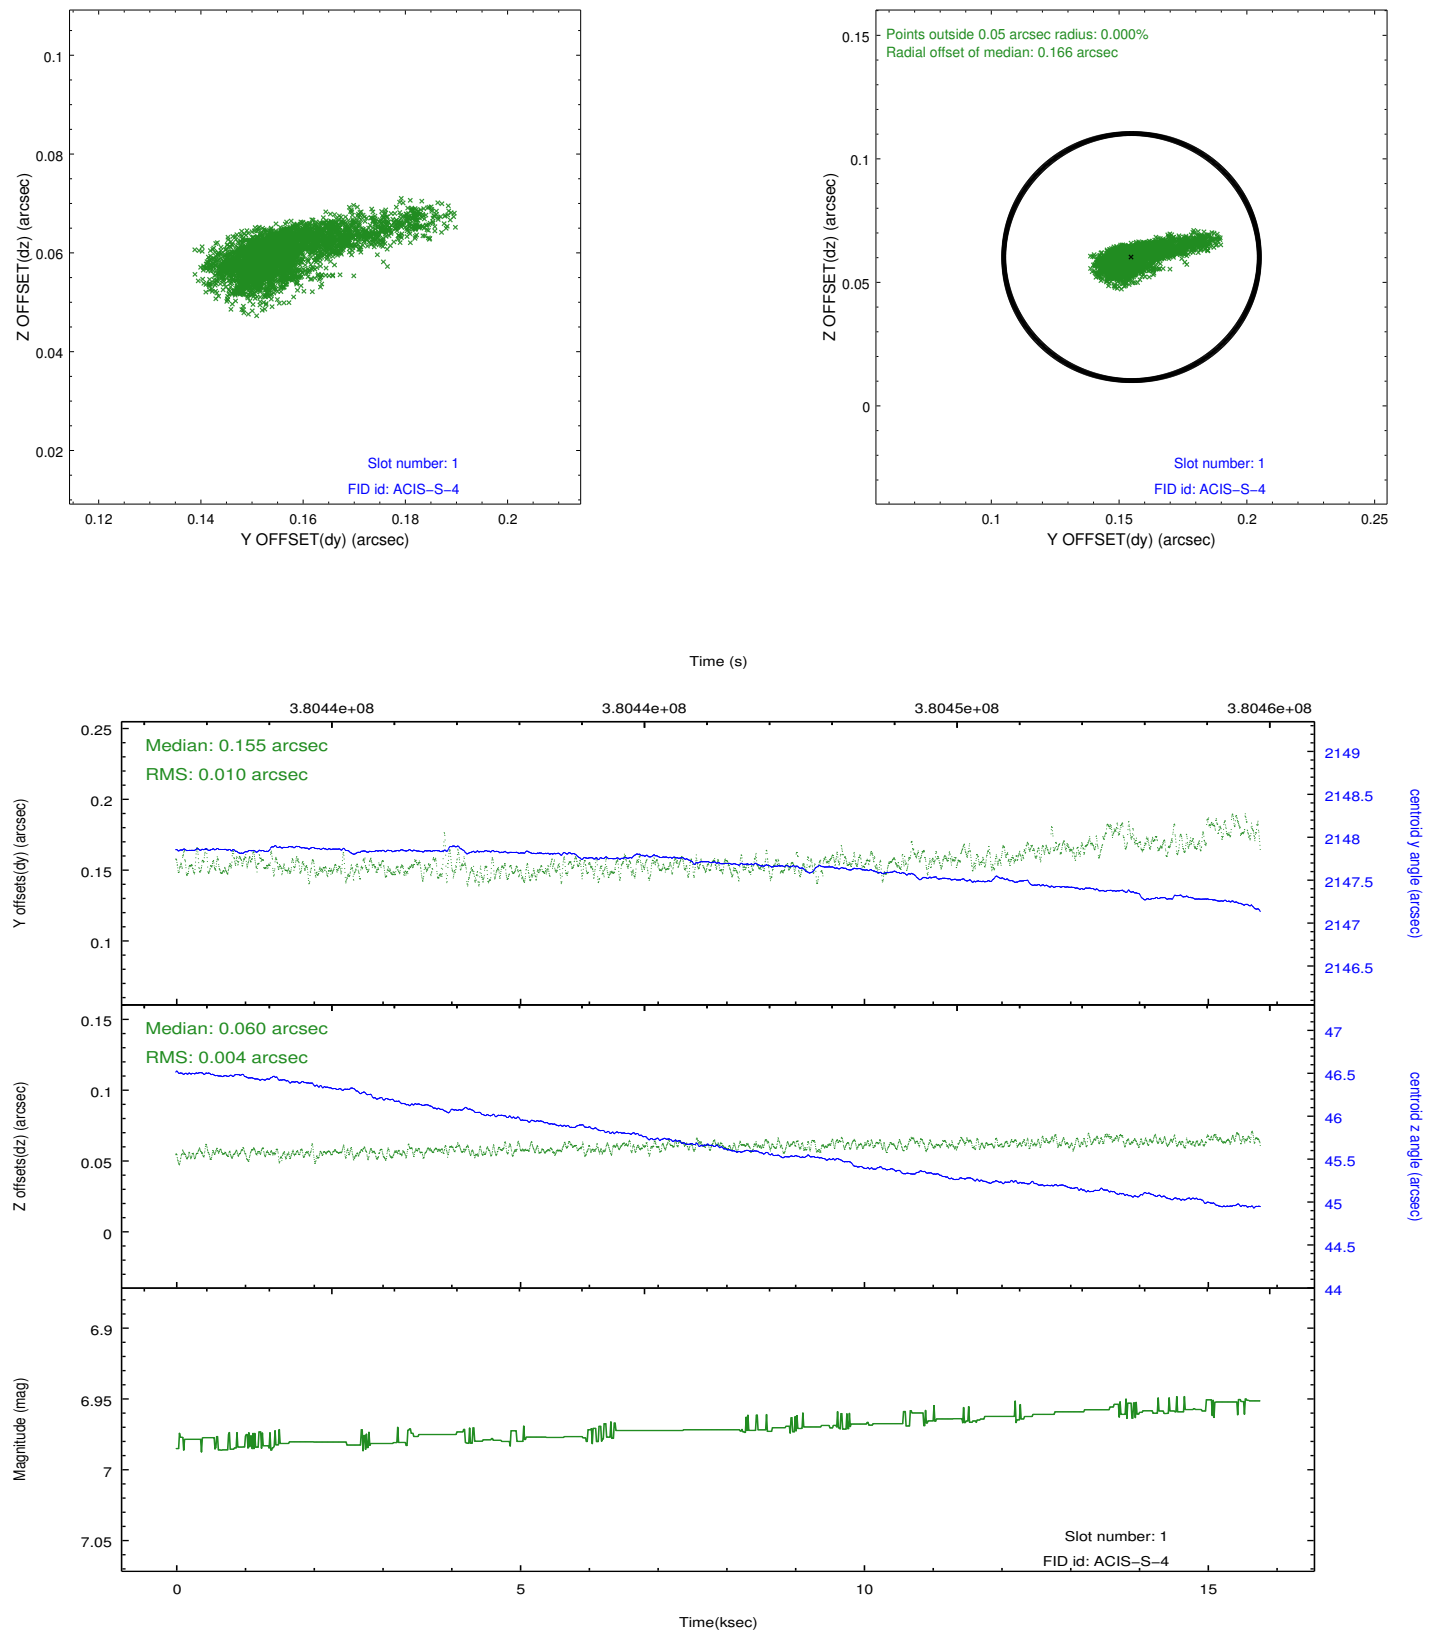 0.1
0.08
0.06
0.04
0.02
Z OFFSET(dz) (arcsec)
Slot number: 1
FID id: ACIS−S−4
0.12 0.14 0.16 0.18 0.2
Y OFFSET(dy) (arcsec)
Points outside 0.05 arcsec radius: 0.000%
Radial offset of median: 0.166 arcsec
0.15
0.1
0.05
0
Z OFFSET(dz) (arcsec)
Slot number: 1
FID id: ACIS−S−4
0.1 0.15 0.2 0.25
Y OFFSET(dy) (arcsec)
Time (s)
3.8044e+08 3.8044e+08 3.8045e+08 3.8046e+08
Median: 0.155 arcsec
RMS: 0.010 arcsec
0.25
0.2
0.15
0.1
Y offsets(dy) (arcsec)
2149
2148.5
2148
2147.5
2147
2146.5
centroid y angle (arcsec)
Median: 0.060 arcsec
RMS: 0.004 arcsec
0.15
0.1
0.05
0
Z offsets(dz) (arcsec)
47
46.5
46
45.5
45
44.5
44
centroid z angle (arcsec)
6.9
6.95
7
7.05
Magnitude (mag)
Slot number: 1
FID id: ACIS−S−4
0 5 10 15
Time(ksec)